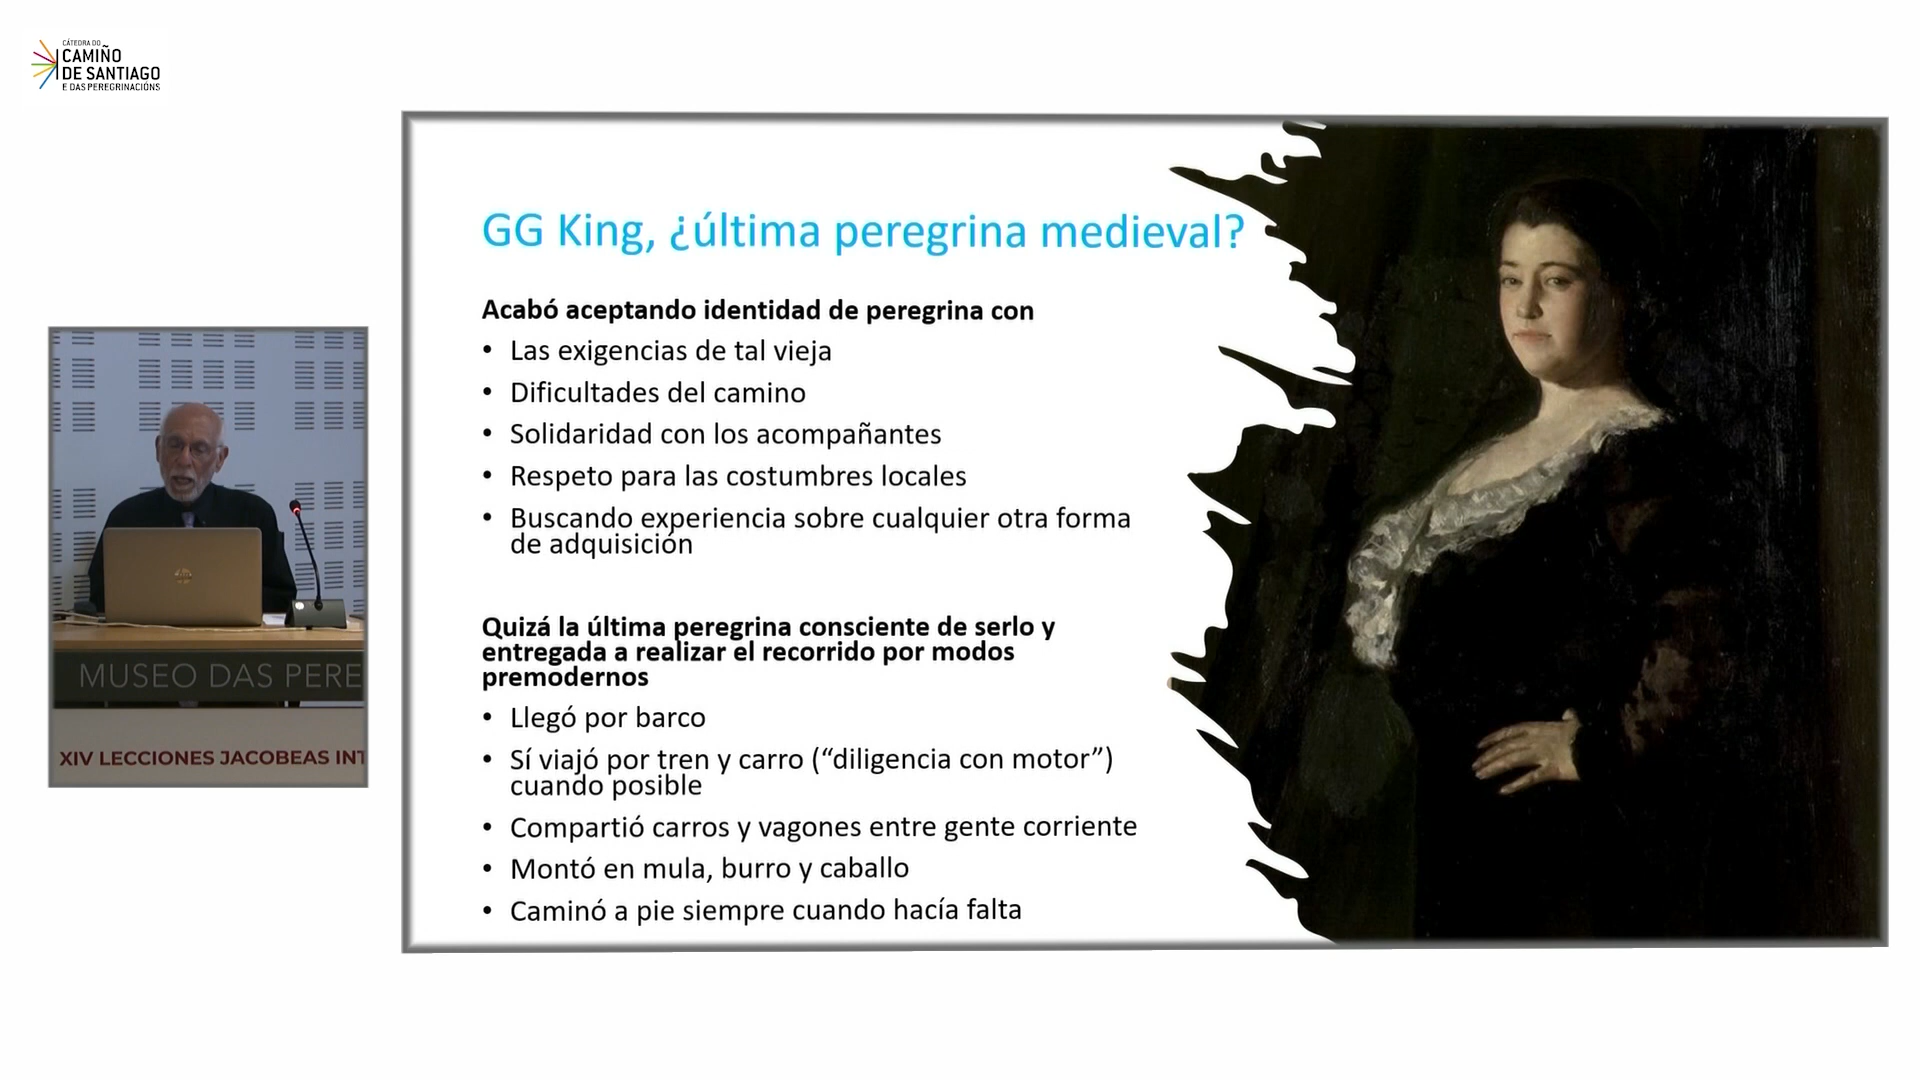 CÁTEDRA DO
CAMIÑO
DE SANTIAGO
E DAS PEREGRINACIÓNS
GG King, ¿última peregrina medieval?
Acabó aceptando identidad de peregrina con
• Las exigencias de tal vieja
• Dificultades del camino
• Solidaridad con los acompañantes
• Respeto para las costumbres locales
• Buscando experiencia sobre cualquier otra forma
de adquisición
Quizá la última peregrina consciente de serlo y
entregada a realizar el recorrido por modos
premodernos
• Llegó por barco
• Sí viajó por tren y carro (“diligencia con motor”)
cuando posible
• Compartió carros y vagones entre gente corriente
• Montó en mula, burro y caballo
• Caminó a pie siempre cuando hacía falta
MUSEO DAS PERE
XIV LECCIONES JACOBEAS INT